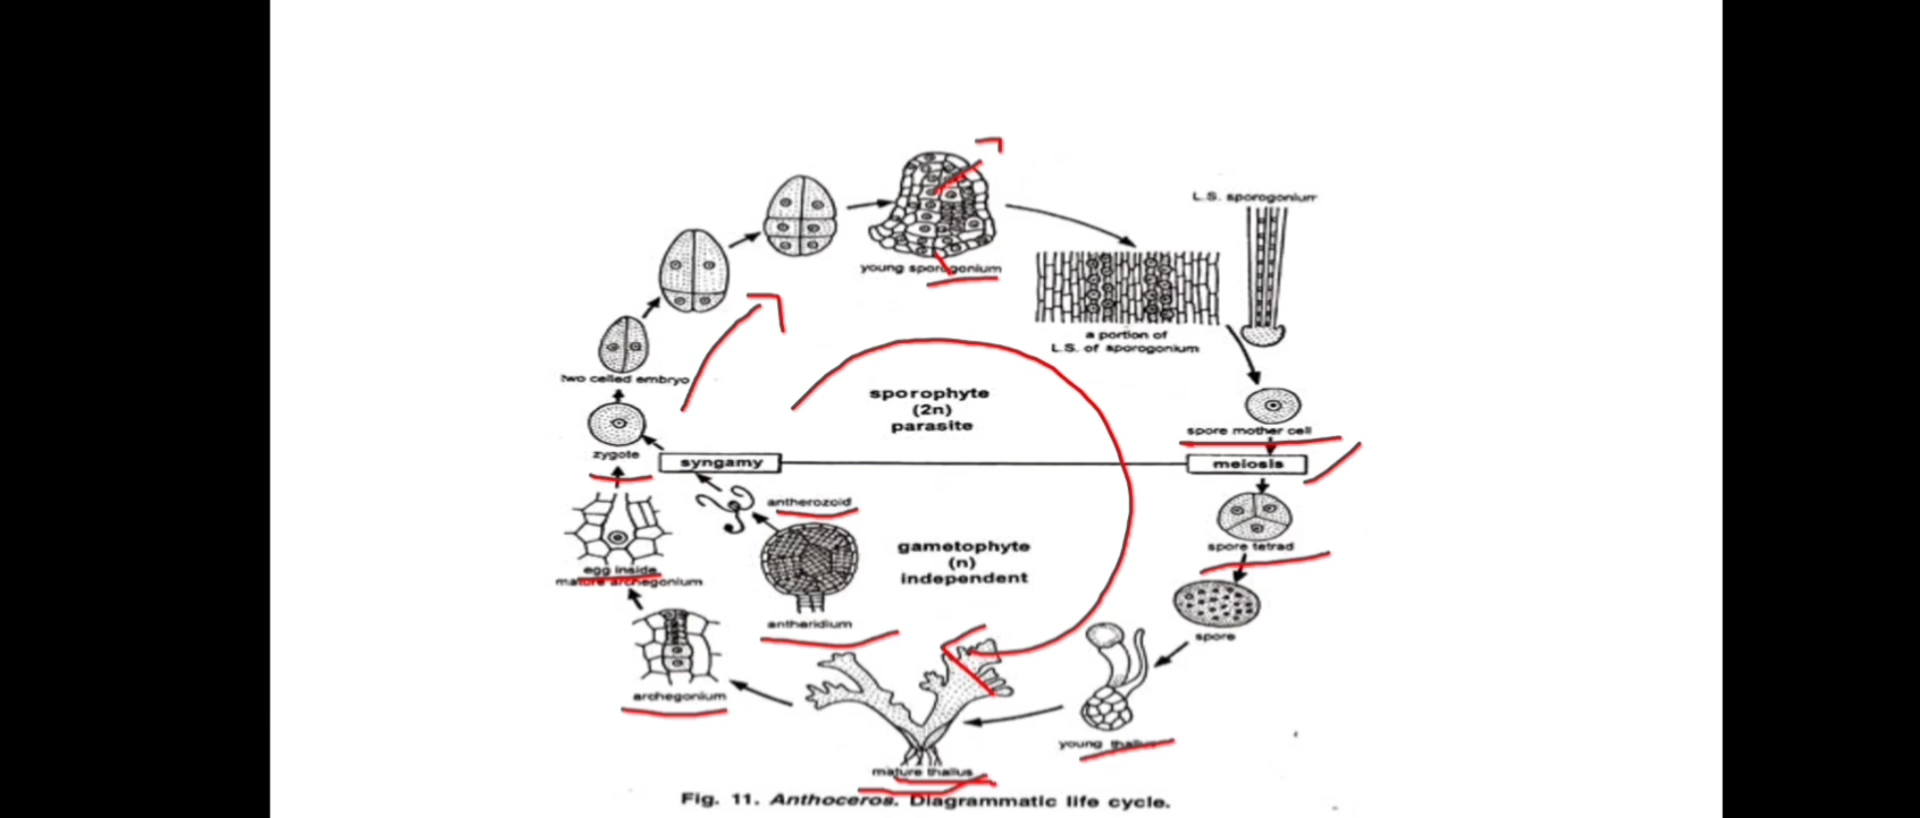 L.S. sporogonium
young sporogonium
a portion of
L.S. of sporogonium
two celled embryo
sporophyte
(2n)
parasite
spore mother cell
zygote
syngamy
meiosis
antherozoid
spore tetrad
gametophyte
(n)
independent
egg inside
mature archegonium
antheridium
spore
archegonium
young thallus
mature thallus
Fig. 11. Anthoceros. Diagrammatic life cycle.